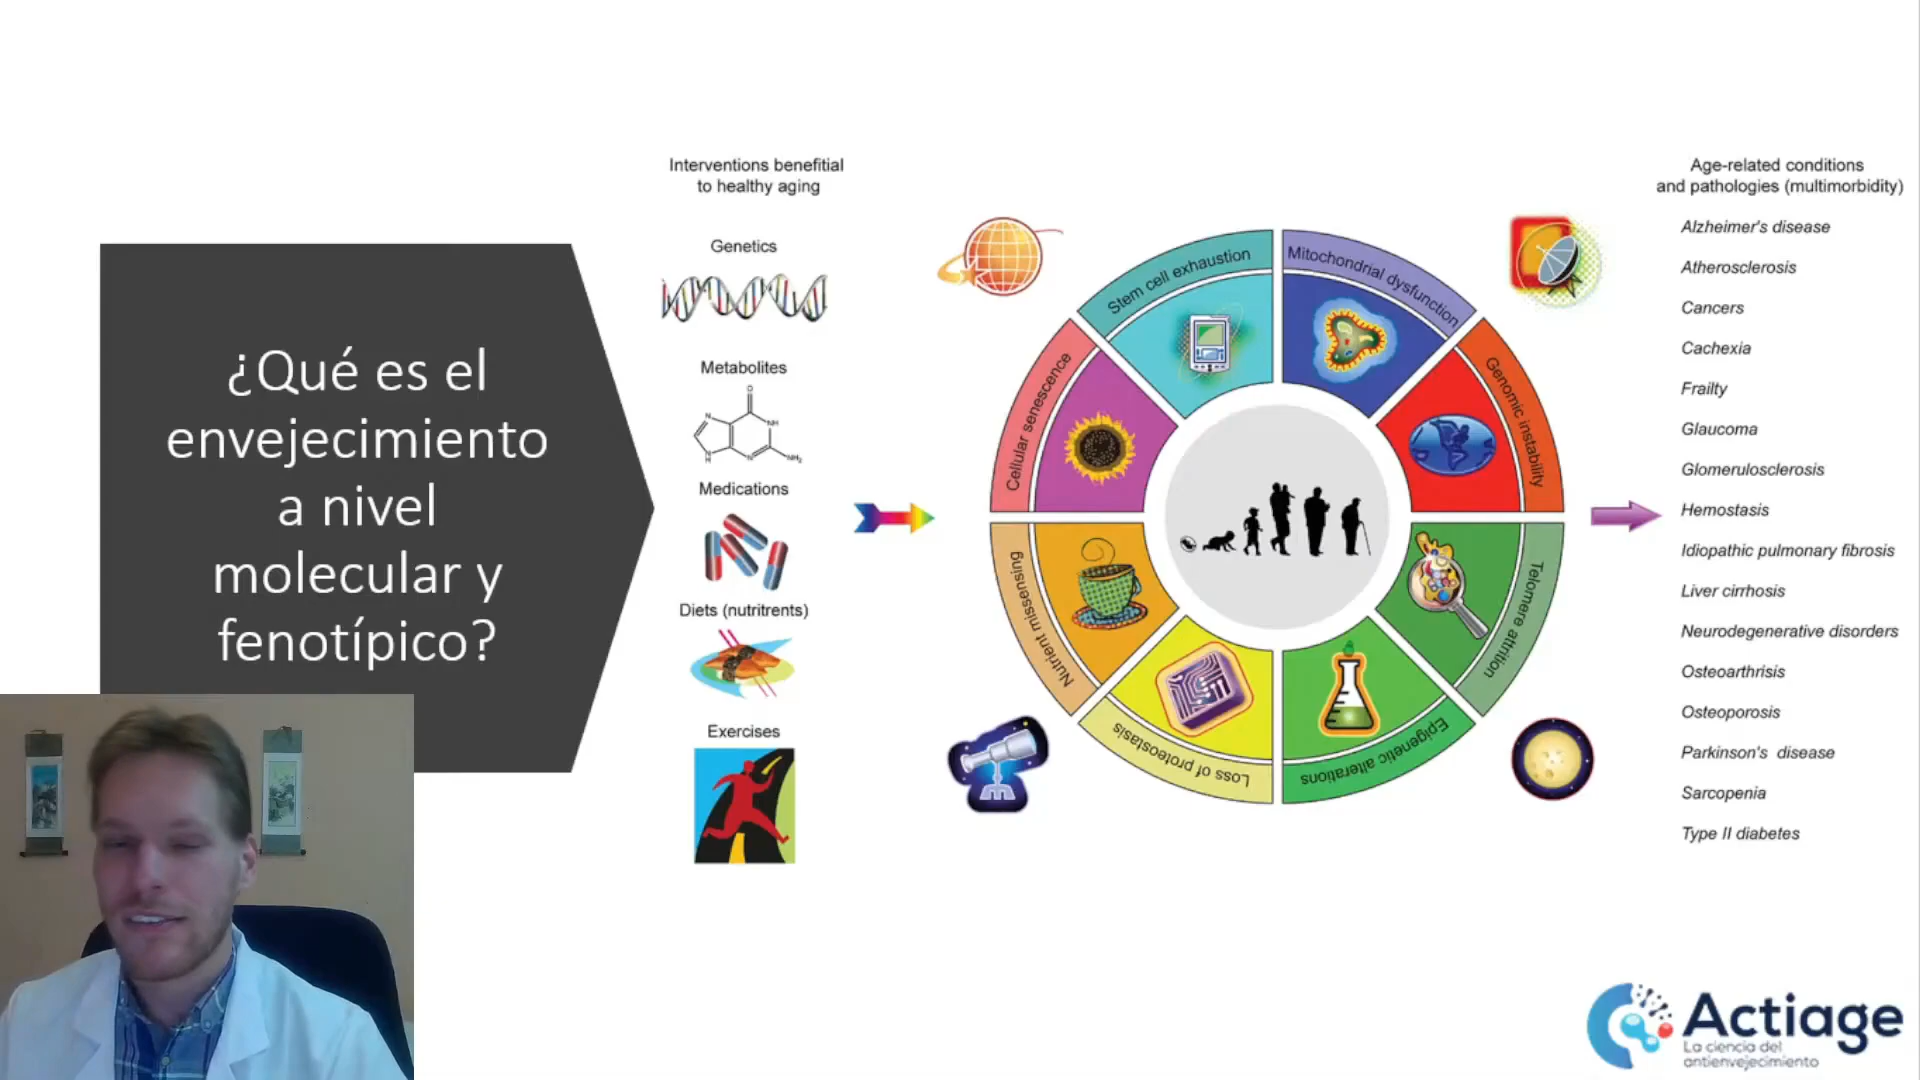 ¿Qué es el
envejecimiento
a nivel
molecular y
fenotípico?
Interventions benefitial
to healthy aging
Genetics
Metabolites
O
N
NH
N
H
N
NH₂
Medications
Diets (nutritrents)
Exercises
Stem cell exhaustion
Mitochondrial dysfunction
Genomic instability
Telomere attrition
Epigenetic alterations
Loss of proteostasis
Nutrient missensing
Cellular senescence
Age-related conditions
and pathologies (multimorbidity)
Alzheimer's disease
Atherosclerosis
Cancers
Cachexia
Frailty
Glaucoma
Glomerulosclerosis
Hemostasis
Idiopathic pulmonary fibrosis
Liver cirrhosis
Neurodegenerative disorders
Osteoarthrisis
Osteoporosis
Parkinson's disease
Sarcopenia
Type II diabetes
Actiage
La ciencia del
antienvejecimiento